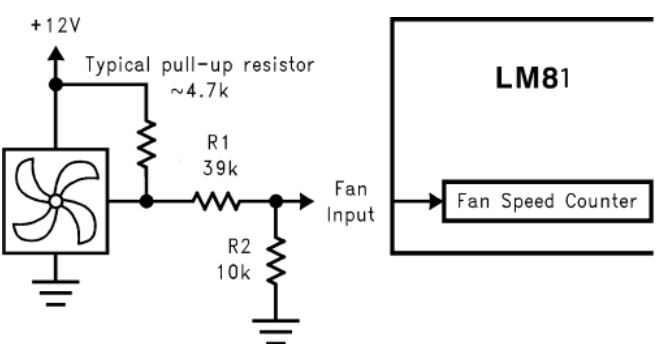 +12V
Typical pull-up resistor
~4.7k
R1
39k
Fan
Input
R2
10k
LM81
Fan Speed Counter